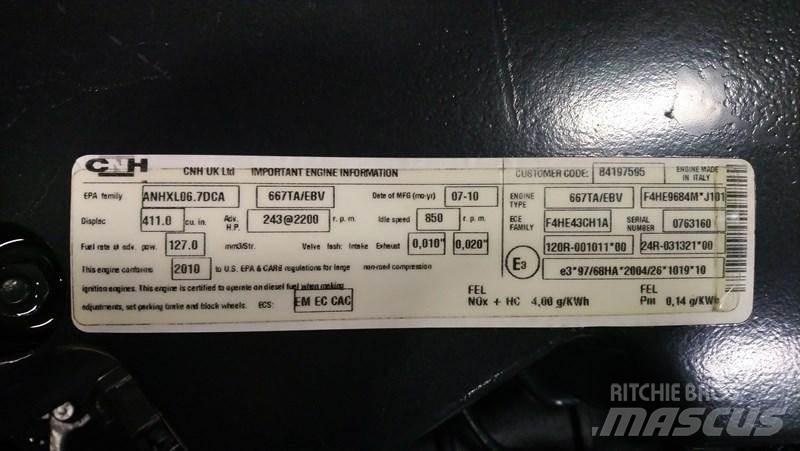 CNH CNH UK Ltd IMPORTANT ENGINE INFORMATION CUSTOMER CODE: 84197595 ENGINE MADE IN ITALY
EPA family ANHXL06.7DCA 667TA/EBV Date of MFG (mo-yr) 07-10 ENGINE TYPE 667TA/EBV F4HE9684M*J101
Displac 411.0 cu. in. Adv. H.P. 243@2200 r. p. m. Idle speed 850 r. p. m. ECE FAMILY F4HE43CH1A SERIAL NUMBER 0763160
Fuel rate at adv. pow. 127.0 mm3/Str. Valve lash: Intake Exhaust 0,010" 0,020" E3 120R-001011*00 24R-031321*00
This engine conforms 2010 to U.S. EPA & CARB regulations for large non-road compression e3*97/68HA*2004/26*1019*10
ignition engines. This engine is certified to operate on diesel fuel when making FEL FEL
adjustments, set parking brake and block wheels. ECS: EM EC CAC NOx + HC 4,00 g/KWh Pm 0,14 g/KWh
RITCHIE BROS
MASCUS